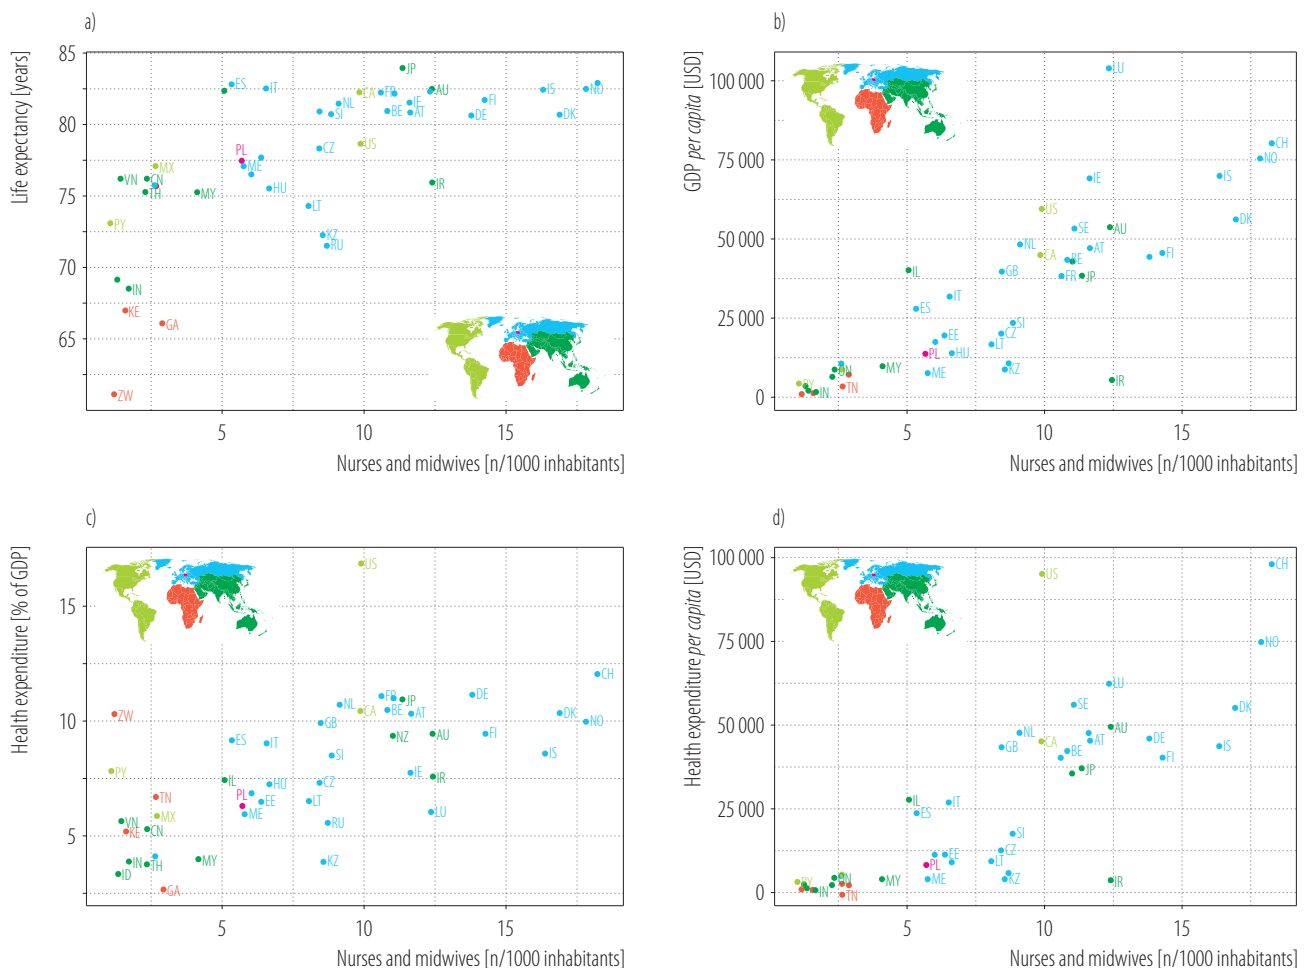 a)
Life expectancy [years]
85
80
75
70
65
JP
ES
IT
CA
FR
AU
IS
NO
NL
IE
FI
SI
BE
AT
DE
DK
CZ
US
PL
MX
ME
VN
CN
TH
MY
HU
IR
LT
PY
KZ
RU
IN
KE
GA
ZW
5
10
15
Nurses and midwives [n/1000 inhabitants]
b)
GDP per capita [USD]
100 000
75 000
50 000
25 000
0
LU
CH
NO
IE
IS
US
DK
SE
AU
NL
AT
CA
BE
FI
IL
GB
FR
JP
IT
ES
SI
EE
CZ
LT
PL
HU
MY
ME
KZ
IR
PY
CN
TN
IN
5
10
15
Nurses and midwives [n/1000 inhabitants]
c)
Health expenditure [% of GDP]
15
10
5
US
CH
FR
JP
DE
NL
CA
BE
AT
DK
ZW
GB
NO
ES
IT
NZ
AU
FI
SI
IS
PY
IE
IL
HU
CZ
IR
TN
PL
EE
LT
MX
ME
LU
VN
KE
CN
RU
IN
TH
MY
KZ
ID
GA
5
10
15
Nurses and midwives [n/1000 inhabitants]
d)
Health expenditure per capita [USD]
100 000
75 000
50 000
25 000
0
CH
US
NO
LU
SE
DK
AU
NL
CA
AT
DE
GB
BE
IS
FI
JP
IL
IT
ES
SI
CZ
EE
LT
PL
MY
ME
KZ
IR
PY
CN
IN
TN
5
10
15
Nurses and midwives [n/1000 inhabitants]